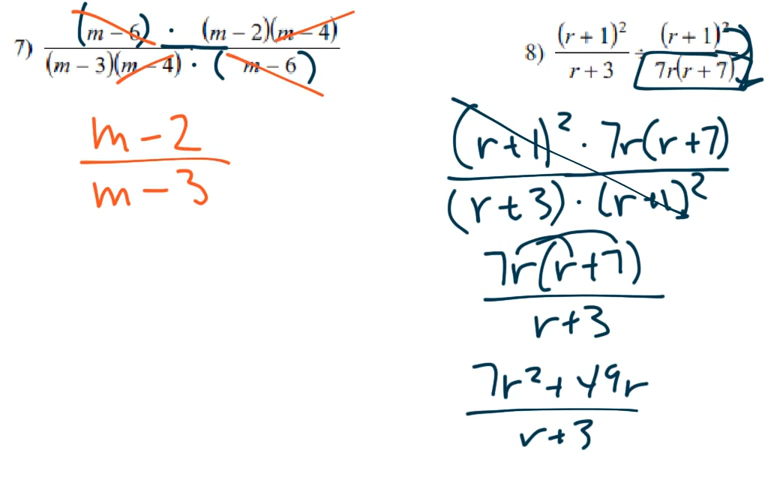 7) (m − 6) · (m − 2)(m − 4)
(m − 3)(m − 4) · (m − 6)
m − 2
m − 3
8) (r + 1)² ÷ (r + 1)²
r + 3 7r(r + 7)
(r+1)² · 7r(r+7)
(r+3) · (r+1)²
7r(r+7)
r+3
7r²+49r
r+3